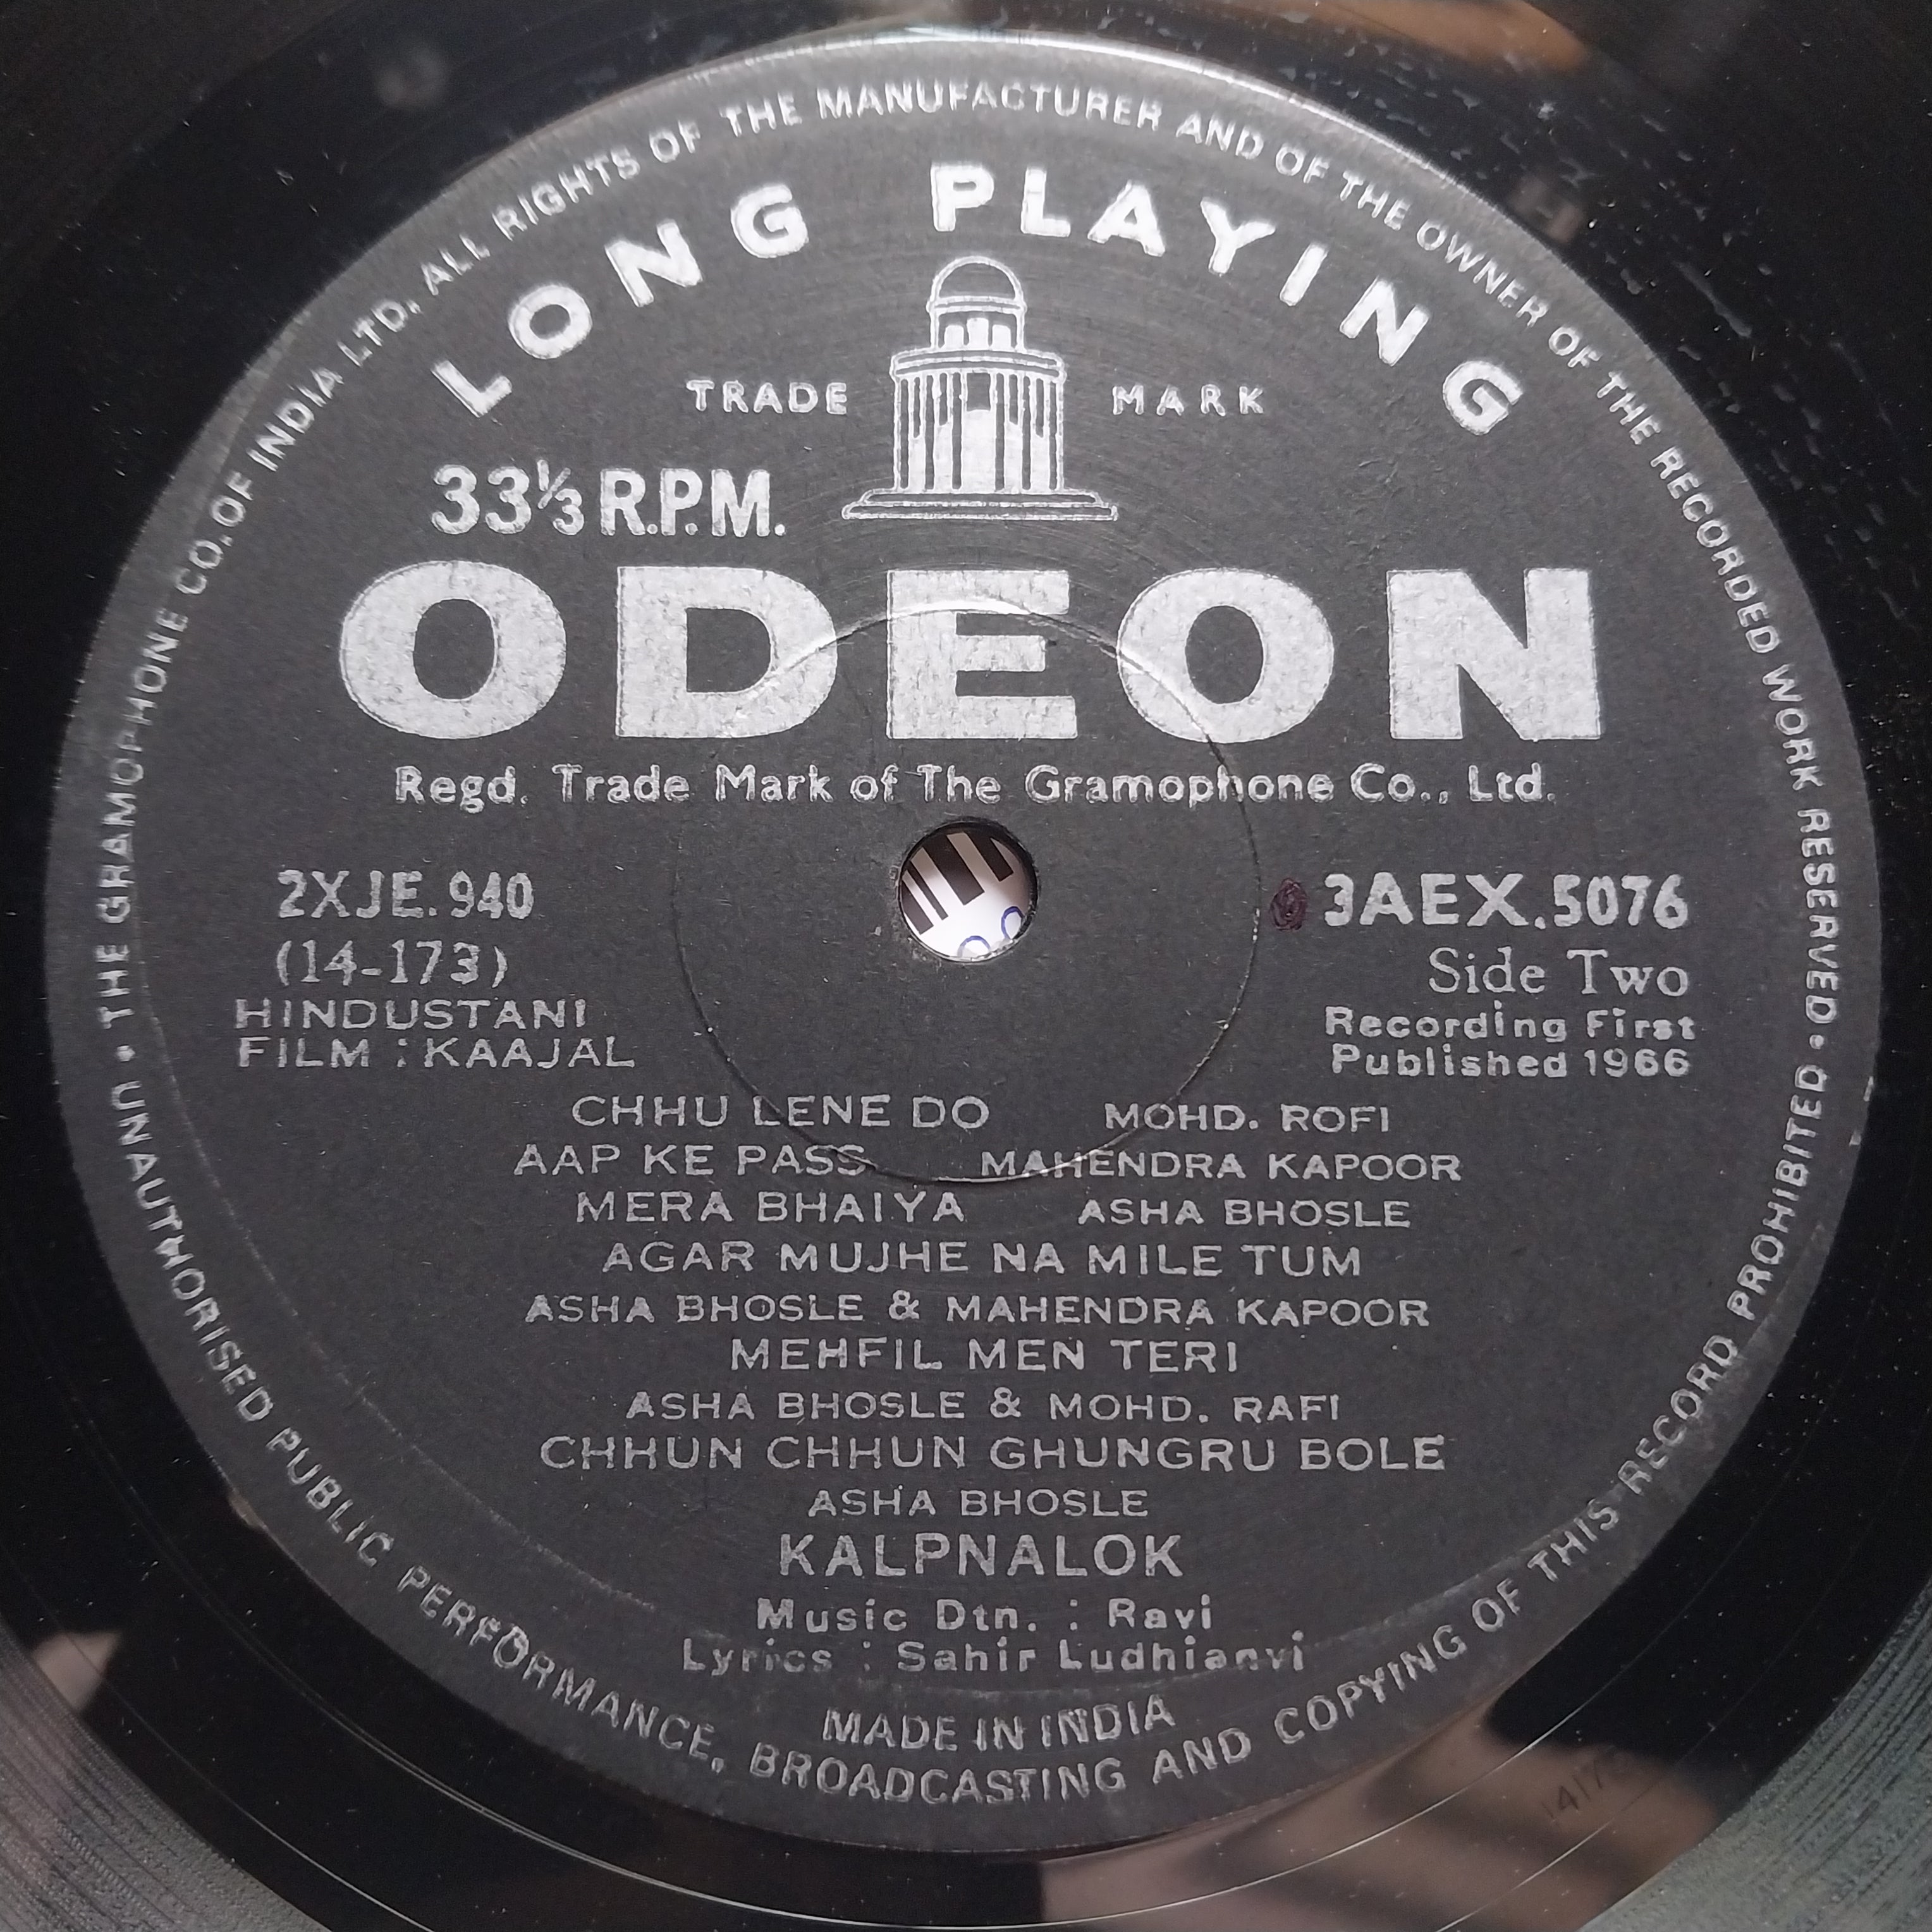 THE GRAMOPHONE CO. OF INDIA LTD. ALL RIGHTS OF THE MANUFACTURER AND OF THE OWNER OF THE RECORDED WORK RESERVED •
LONG PLAYING
TRADE MARK
33⅓ R.P.M.
ODEON
Regd. Trade Mark of The Gramophone Co., Ltd.
2XJE.940
(14-173)
HINDUSTANI
FILM : KAAJAL
3AEX.5076
Side Two
Recording First
Published 1966
CHHU LENE DO MOHD. ROFI
AAP KE PASS MAHENDRA KAPOOR
MERA BHAIYA ASHA BHOSLE
AGAR MUJHE NA MILE TUM
ASHA BHOSLE & MAHENDRA KAPOOR
MEHFIL MEN TERI
ASHA BHOSLE & MOHD. RAFI
CHHUN CHHUN GHUNGRU BOLE
ASHA BHOSLE
KALPNALOK
Music Dtn. : Ravi
Lyrics : Sahir Ludhianvi
MADE IN INDIA
UNAUTHORISED PUBLIC PERFORMANCE, BROADCASTING AND COPYING OF THIS RECORD PROHIBITED •